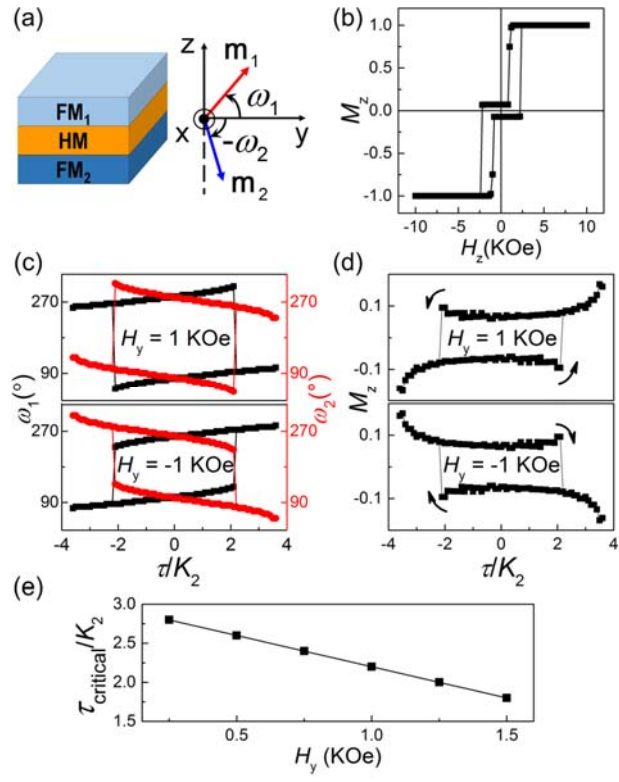 (a)
FM1
HM
FM2
z
m1
ω1
x
y
-ω2
m2
(b)
Mz
1.0
0.5
0.0
-0.5
-1.0
-10 -5 0 5 10
Hz(KOe)
(c)
ω1(°)
270
90
270
90
Hy = 1 KOe
Hy = -1 KOe
270
90
270
90
ω2(°)
-4 -2 0 2 4
τ/K2
(d)
Mz
0.1
-0.1
0.1
-0.1
Hy = 1 KOe
Hy = -1 KOe
-4 -2 0 2 4
τ/K2
(e)
τcritical/K2
3.0
2.5
2.0
1.5
0.5 1.0 1.5
Hy (KOe)